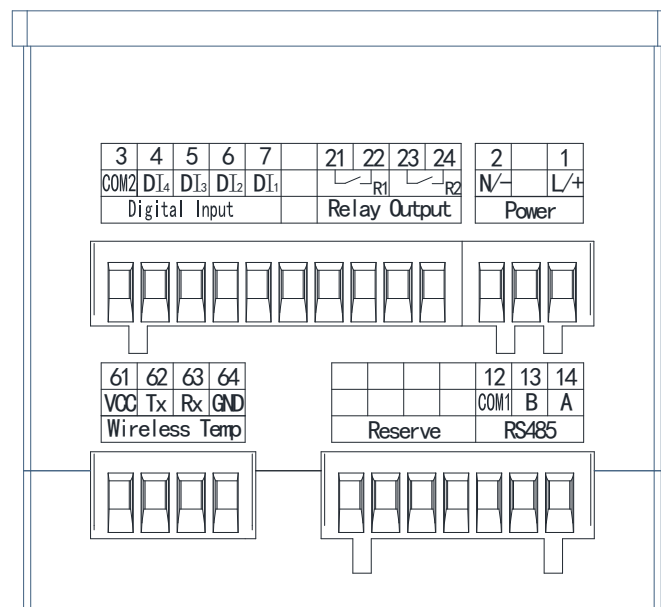 3 4 5 6 7 21 22 23 24 2 1
COM2 DI4 DI3 DI2 DI1 R1 R2 N/- L/+
Digital Input Relay Output Power
61 62 63 64 12 13 14
VCC Tx Rx GND COM1 B A
Wireless Temp Reserve RS485